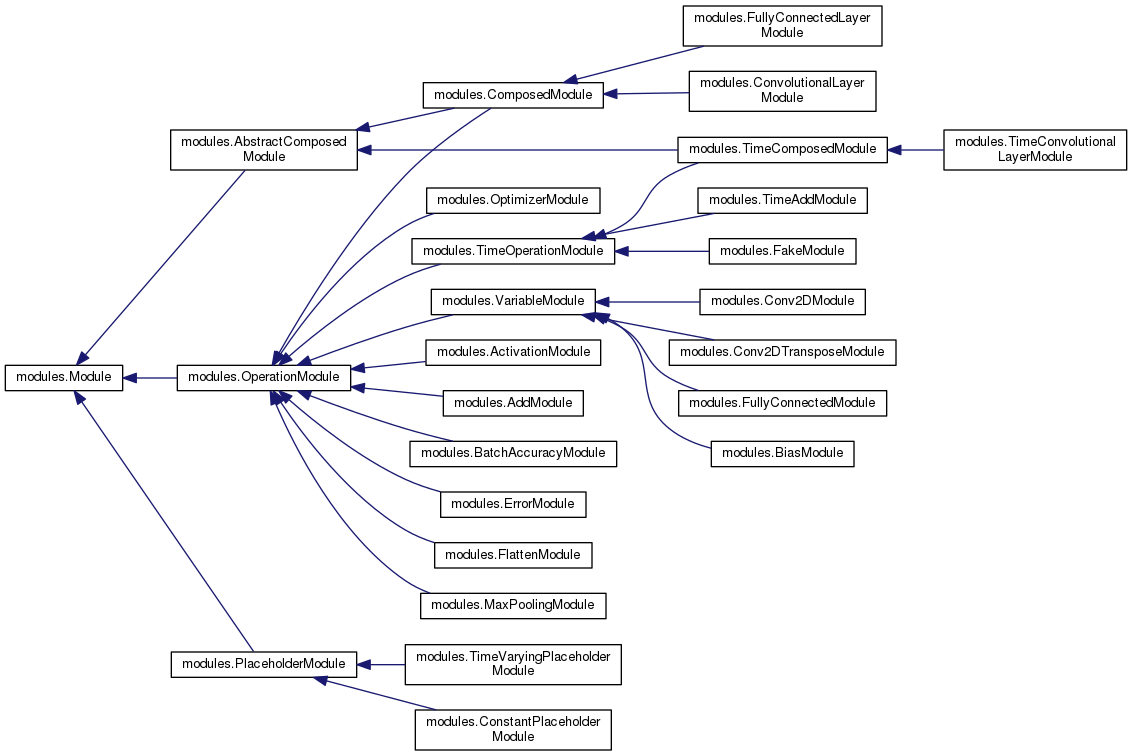 modules.FullyConnectedLayer
Module
modules.ComposedModule
modules.ConvolutionalLayer
Module
modules.AbstractComposed
Module
modules.TimeComposedModule
modules.TimeConvolutional
LayerModule
modules.OptimizerModule
modules.TimeAddModule
modules.TimeOperationModule
modules.FakeModule
modules.VariableModule
modules.Conv2DModule
modules.ActivationModule
modules.Conv2DTransposeModule
modules.Module
modules.OperationModule
modules.AddModule
modules.FullyConnectedModule
modules.BatchAccuracyModule
modules.BiasModule
modules.ErrorModule
modules.FlattenModule
modules.MaxPoolingModule
modules.PlaceholderModule
modules.TimeVaryingPlaceholder
Module
modules.ConstantPlaceholder
Module